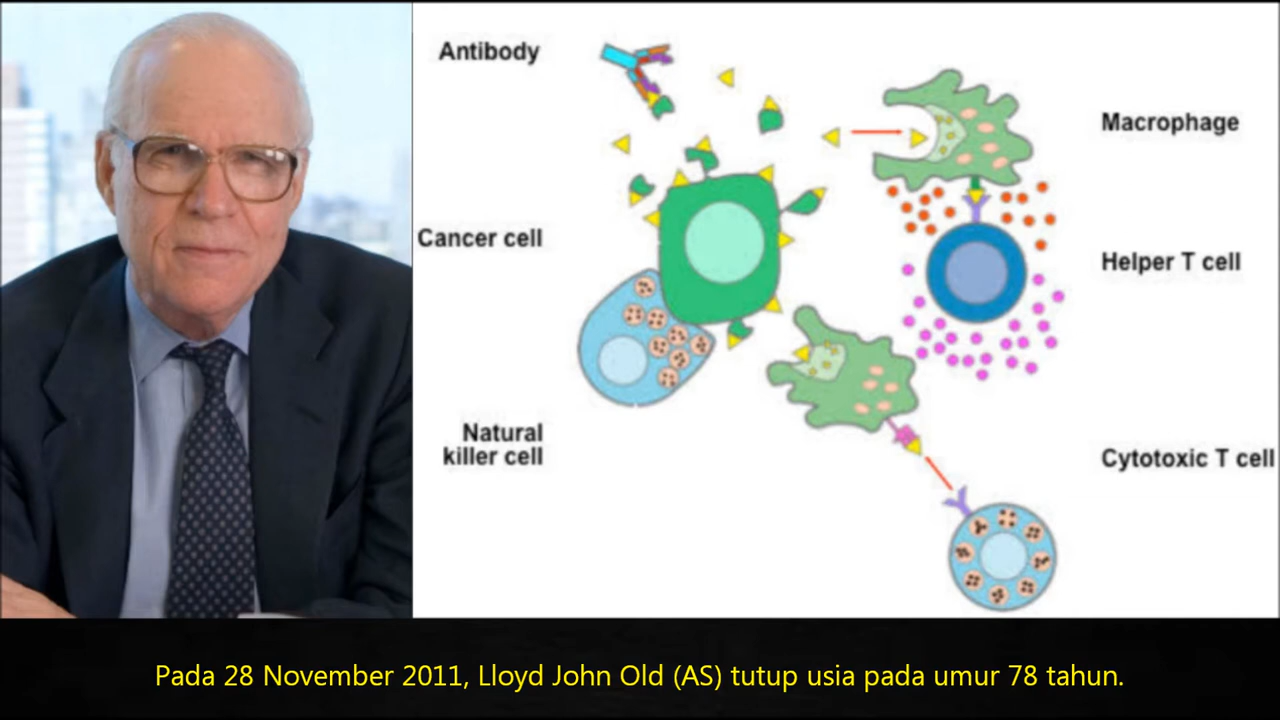 Antibody
Macrophage
Cancer cell
Helper T cell
Natural
killer cell
Cytotoxic T cell
Pada 28 November 2011, Lloyd John Old (AS) tutup usia pada umur 78 tahun.